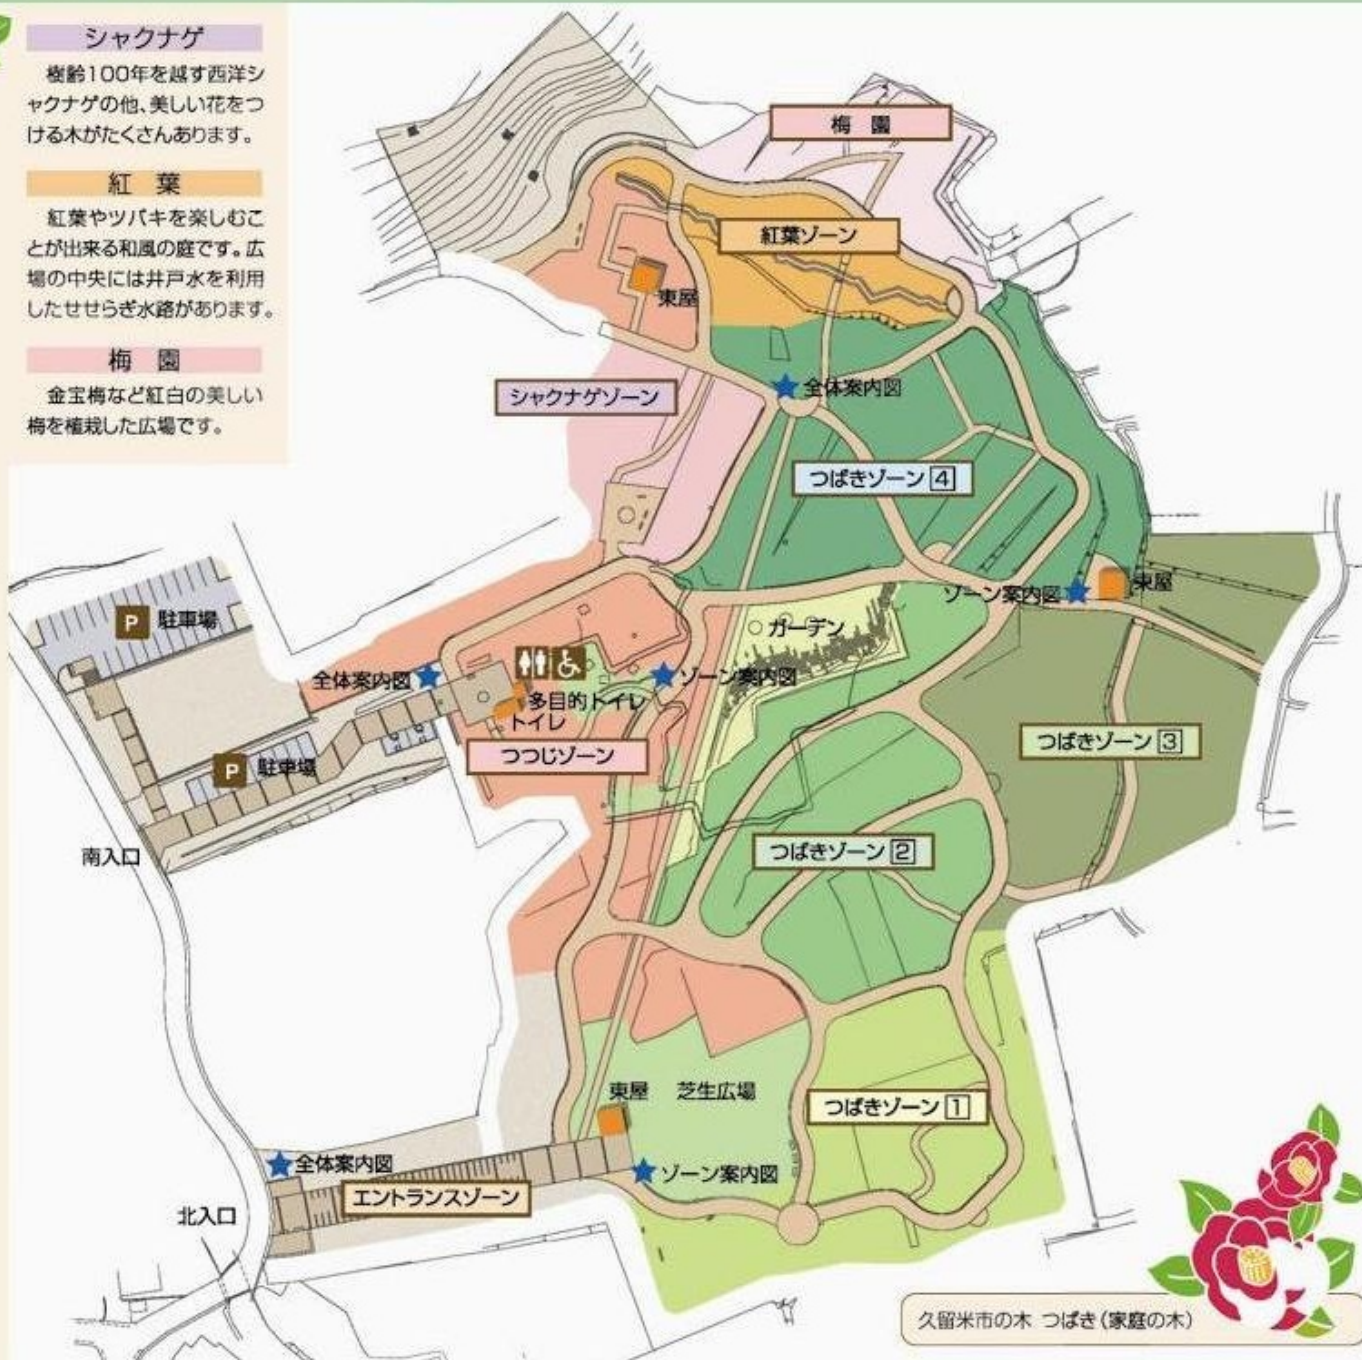 シャクナゲ
樹齢100年を越す西洋シ
ャクナゲの他、美しい花をつ
ける木がたくさんあります。
紅 葉
紅葉やツバキを楽しむこ
とが出来る和風の庭です。広
場の中央には井戸水を利用
したせせらぎ水路があります。
梅 園
金宝梅など紅白の美しい
梅を植栽した広場です。
梅 園
紅葉ゾーン
東屋
シャクナゲゾーン
全体案内図
つばきゾーン 4
ゾーン案内図
東屋
P 駐車場
ガーデン
全体案内図
ゾーン案内図
多目的トイレ
トイレ
つつじゾーン
つばきゾーン 3
P 駐車場
南入口
つばきゾーン 2
東屋
芝生広場
つばきゾーン 1
全体案内図
ゾーン案内図
エントランスゾーン
北入口
久留米市の木 つばき(家庭の木)